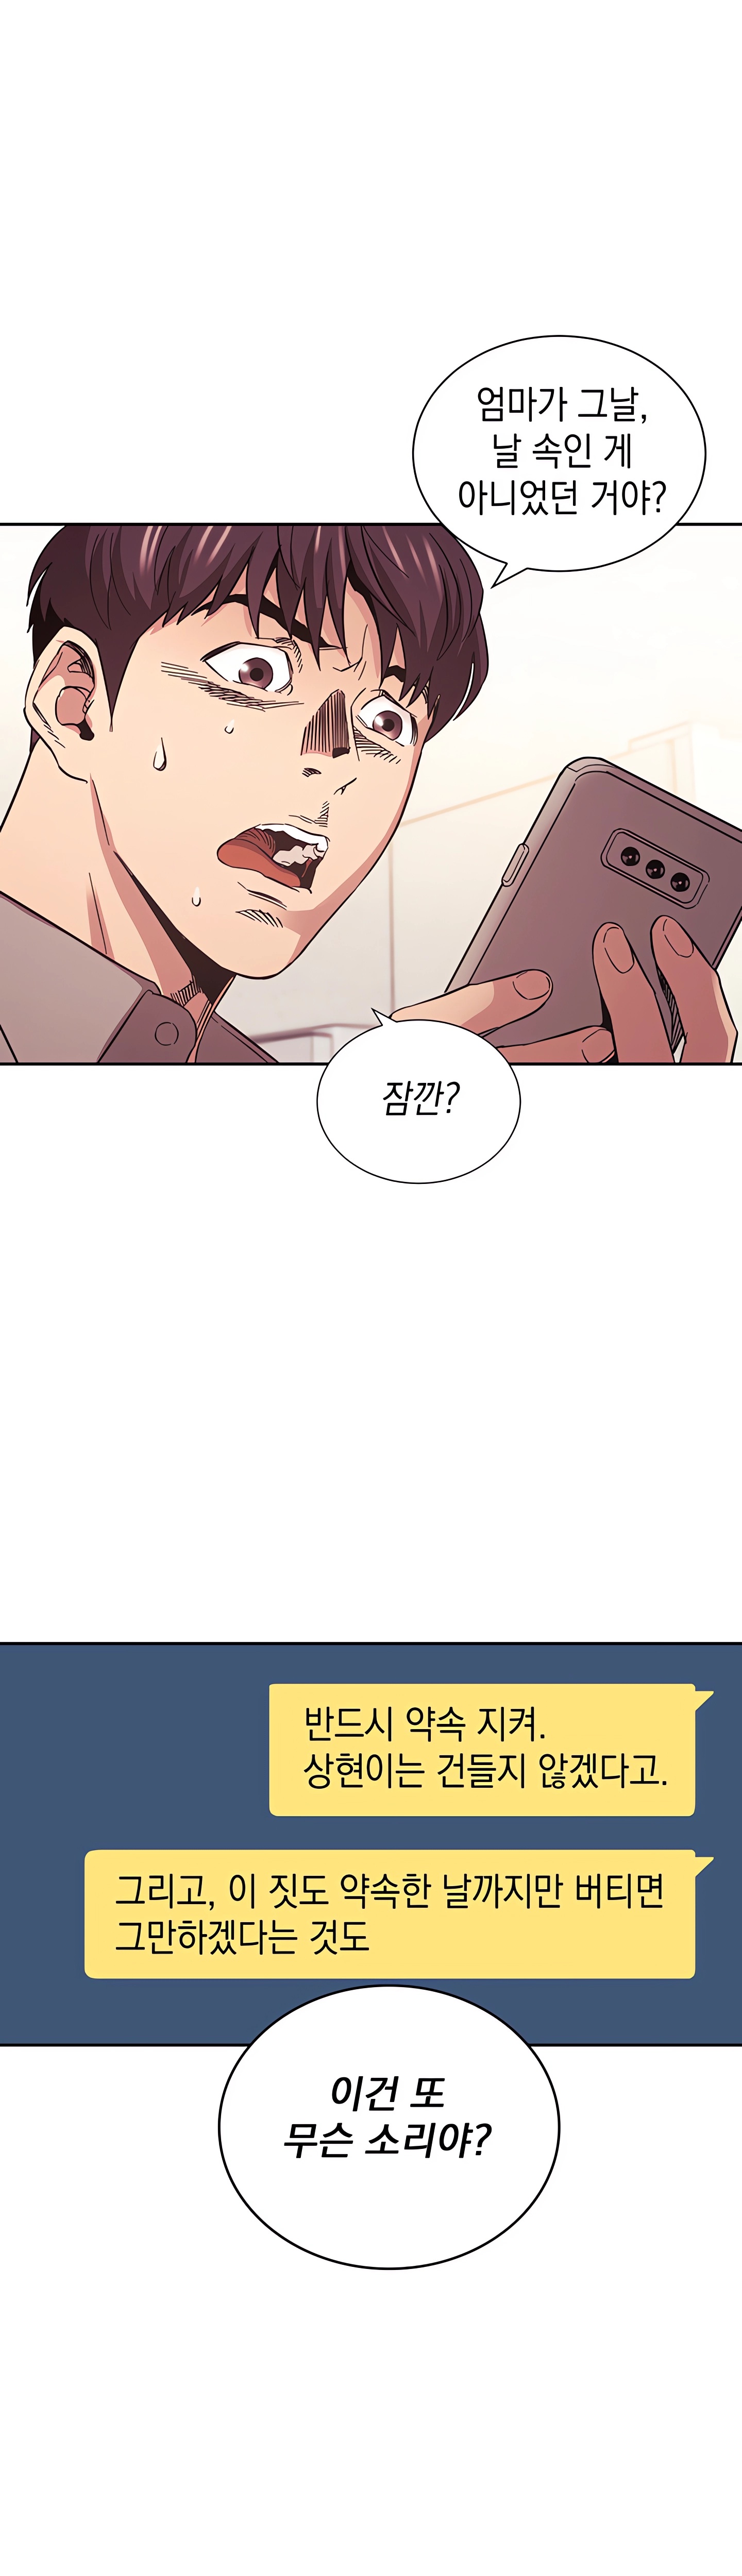 엄마가 그날,
날 속인 게
아니었던 거야?
잠깐?
반드시 약속 지켜.
상현이는 건들지 않겠다고.
그리고, 이 짓도 약속한 날까지만 버티면
그만하겠다는 것도
이건 또
무슨 소리야?